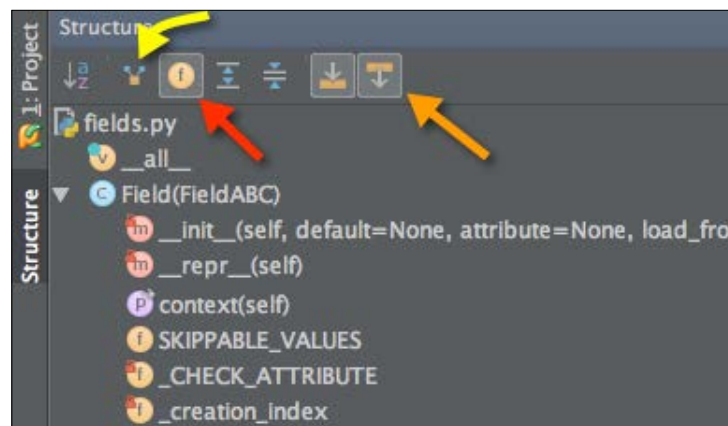 1: Project
Structure
Structure
fields.py
__all__
Field(FieldABC)
__init__(self, default=None, attribute=None, load_fro
__repr__(self)
context(self)
SKIPPABLE_VALUES
_CHECK_ATTRIBUTE
_creation_index